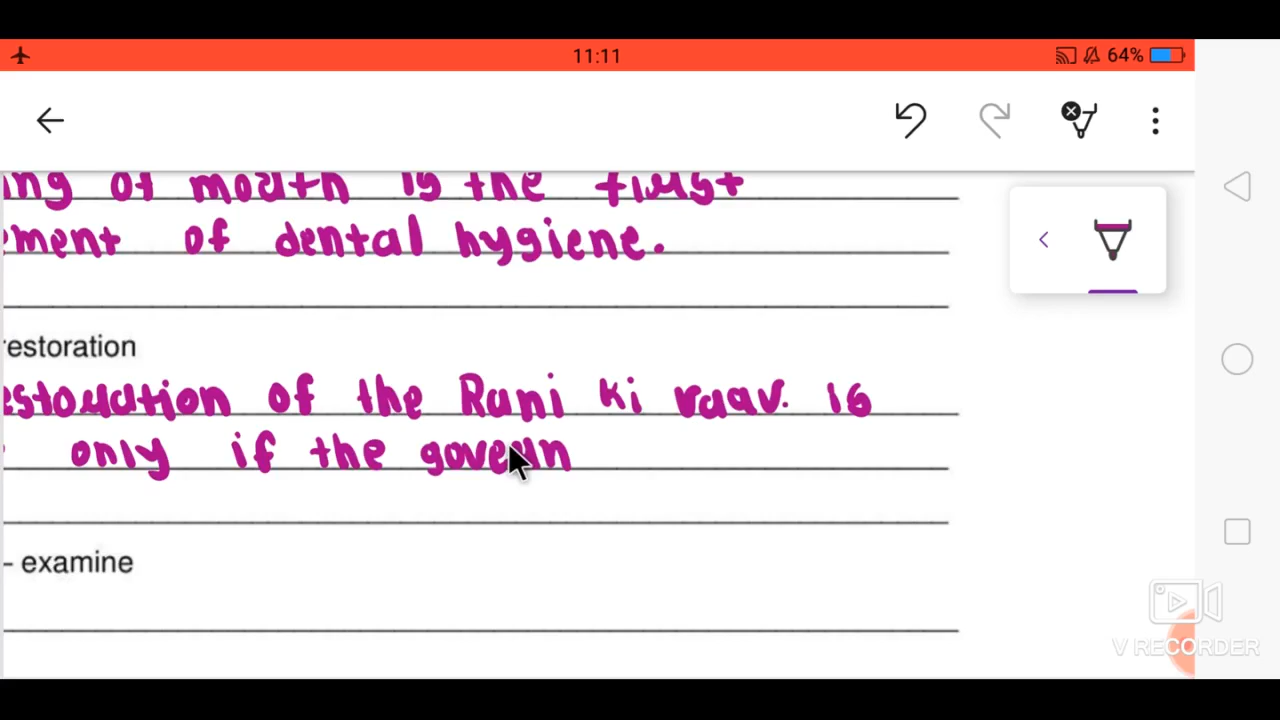 11:11
64%
ing of mouth is the first
ement of dental hygiene.
restoration
estoration of the Rani ki vaav. is
only if the govern
– examine
V RECORDER